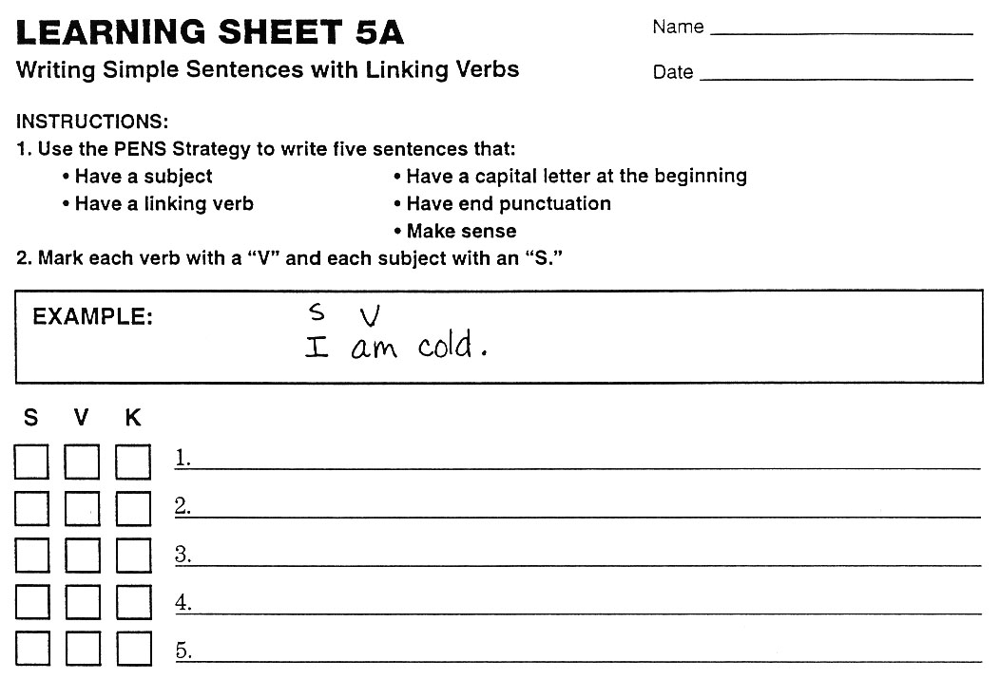 LEARNING SHEET 5A
Name
Writing Simple Sentences with Linking Verbs
Date
INSTRUCTIONS:
1. Use the PENS Strategy to write five sentences that:
• Have a subject • Have a capital letter at the beginning
• Have a linking verb • Have end punctuation
• Make sense
2. Mark each verb with a “V” and each subject with an “S.”
EXAMPLE: S V
I am cold.
S V K
1.
2.
3.
4.
5.